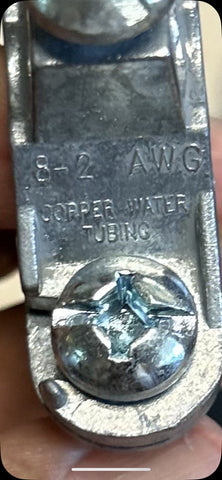 8-2 AWG
COPPER WATER
TUBING